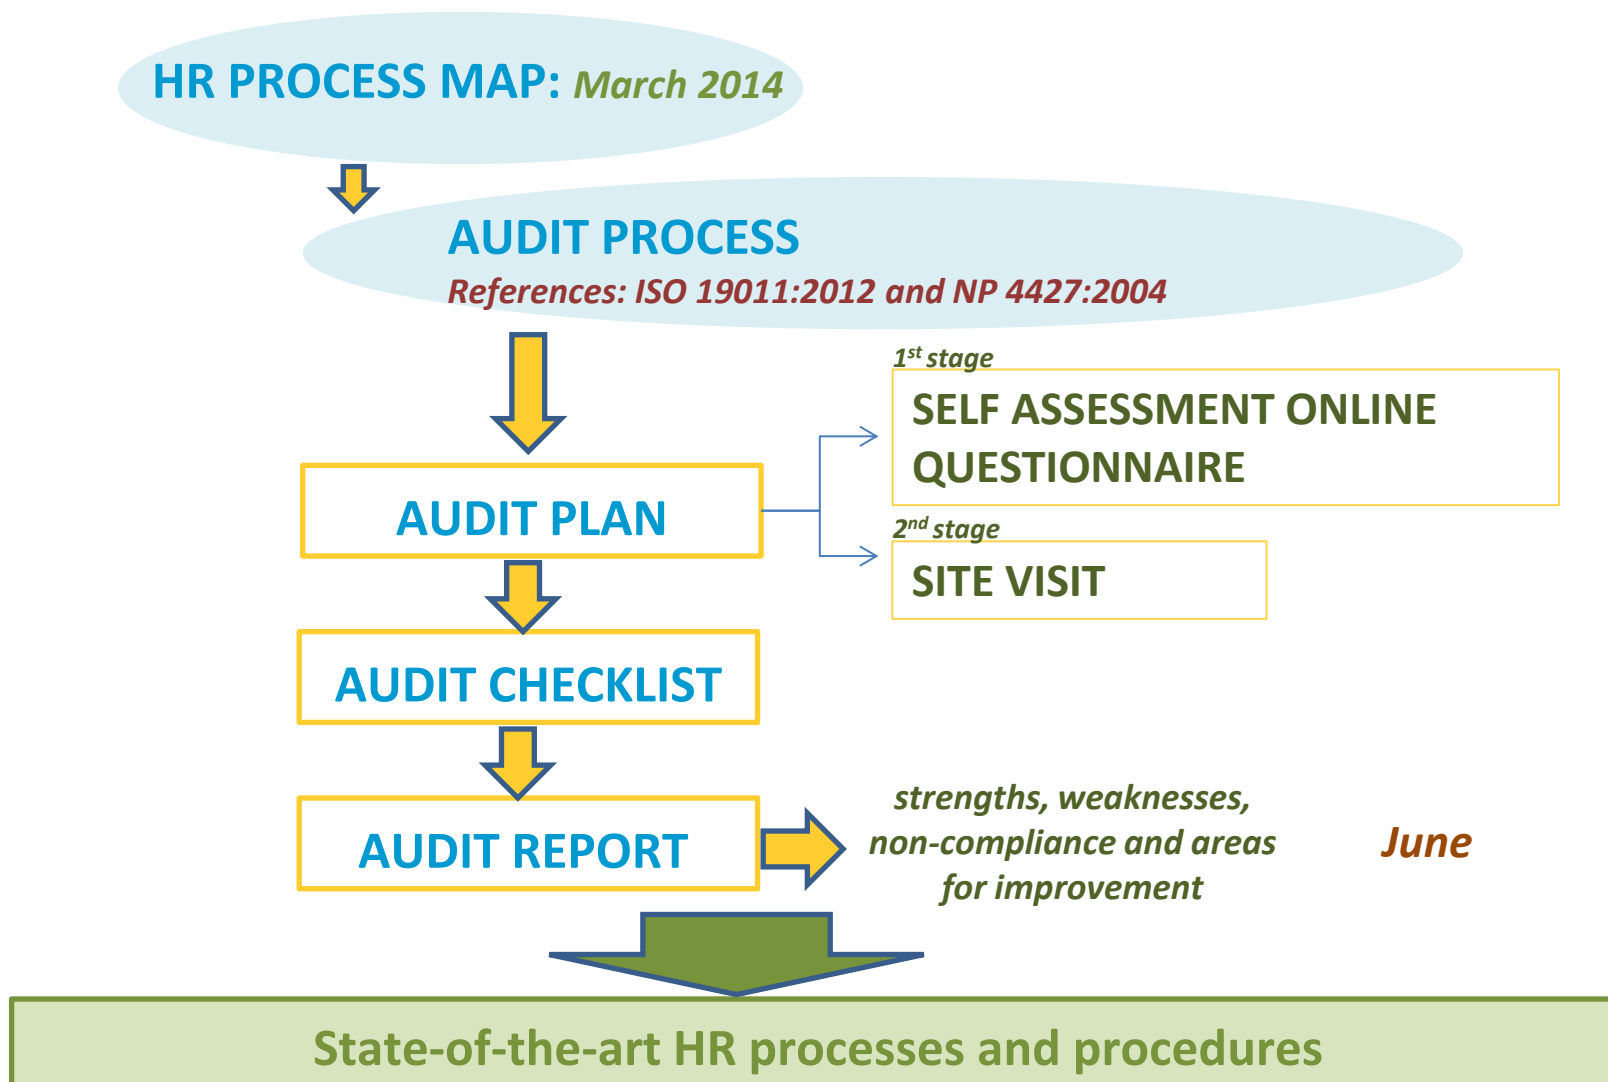 HR PROCESS MAP: March 2014
AUDIT PROCESS
References: ISO 19011:2012 and NP 4427:2004
1st stage
SELF ASSESSMENT ONLINE
QUESTIONNAIRE
AUDIT PLAN
2nd stage
SITE VISIT
AUDIT CHECKLIST
AUDIT REPORT
strengths, weaknesses,
non-compliance and areas
for improvement
June
State-of-the-art HR processes and procedures